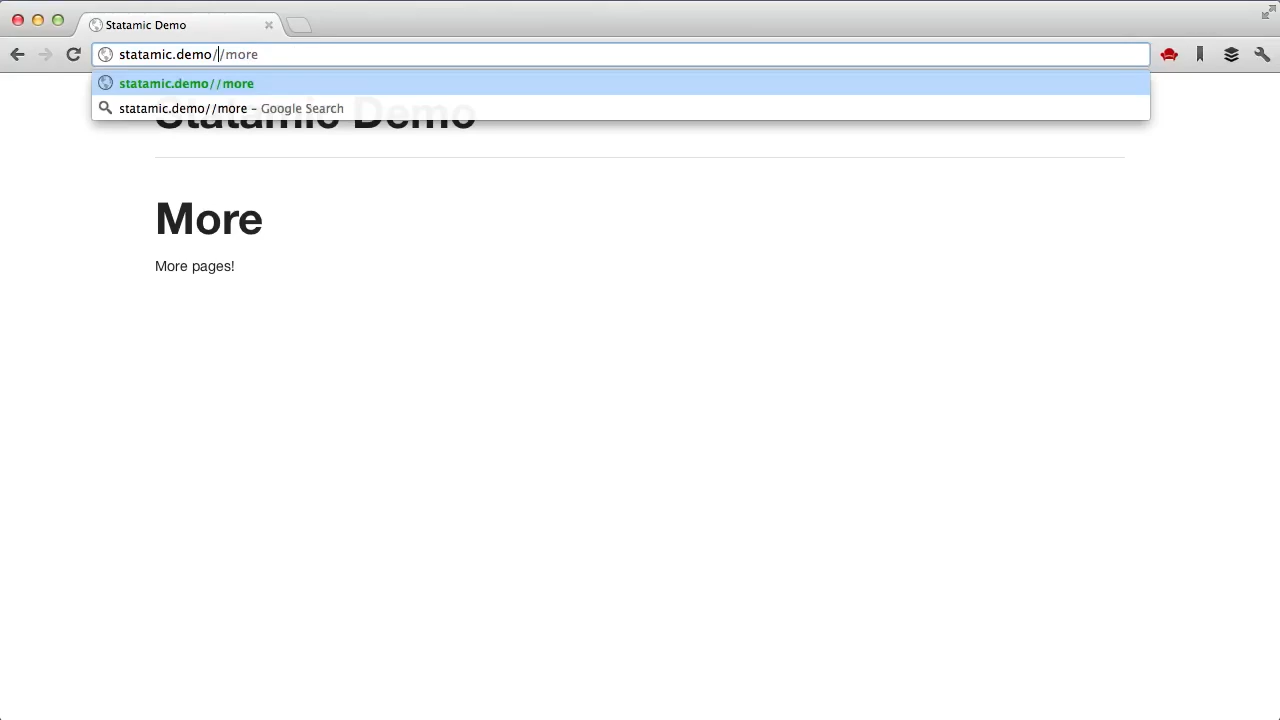 Statamic Demo
statamic.demo//more
statamic.demo//more
statamic.demo//more – Google Search
Statamic Demo
More
More pages!